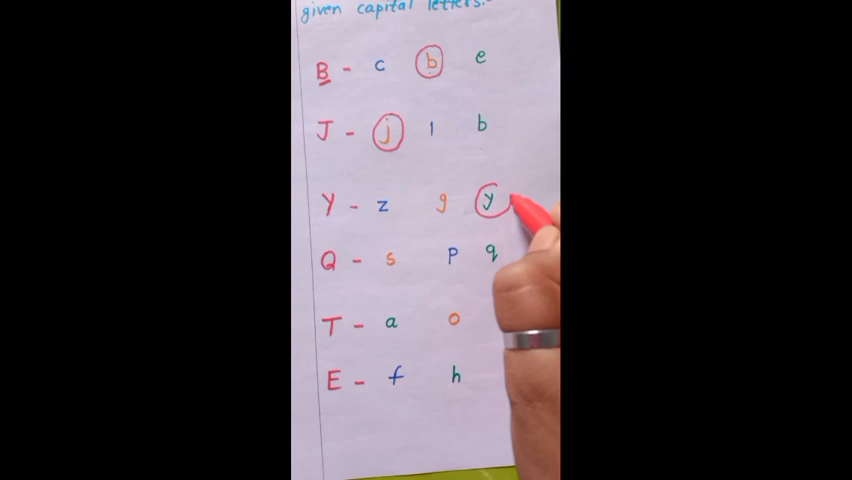 given capital letters.
B - c b e
J - j l b
Y - z g y
Q - s p q
T - a o
E - f h